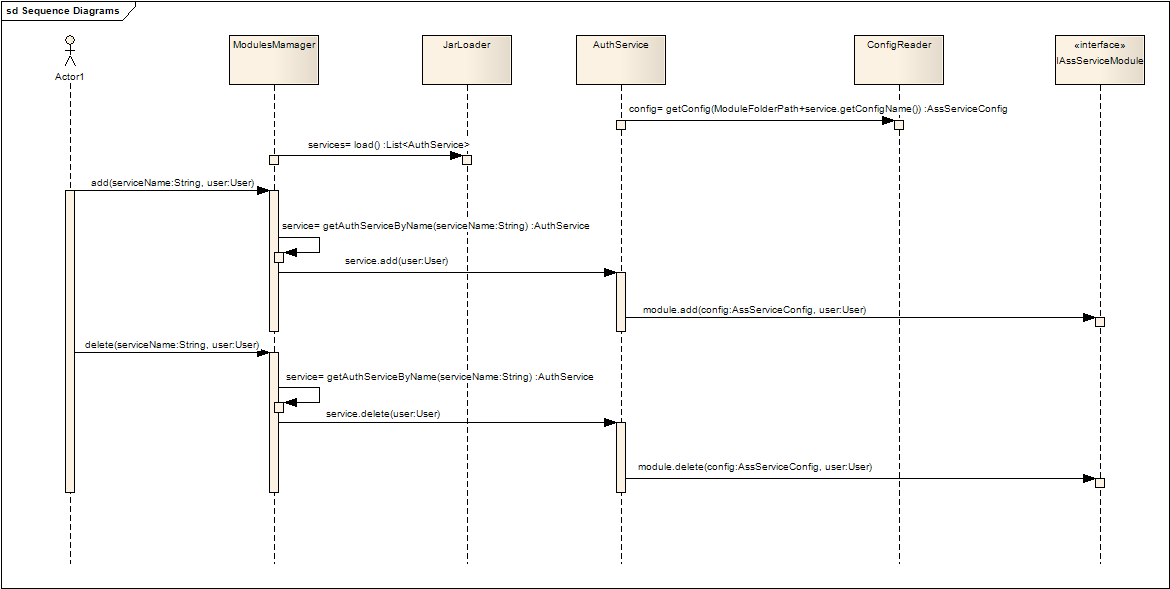 sd Sequence Diagrams
Actor1
ModulesMamager
JarLoader
AuthService
ConfigReader
«interface»
IAssServiceModule
config= getConfig(ModuleFolderPath+service.getConfigName()) :AssServiceConfig
services= load() :List<AuthService>
add(serviceName:String, user:User)
service= getAuthServiceByName(serviceName:String) :AuthService
service.add(user:User)
module.add(config:AssServiceConfig, user:User)
delete(serviceName:String, user:User)
service= getAuthServiceByName(serviceName:String) :AuthService
service.delete(user:User)
module.delete(config:AssServiceConfig, user:User)